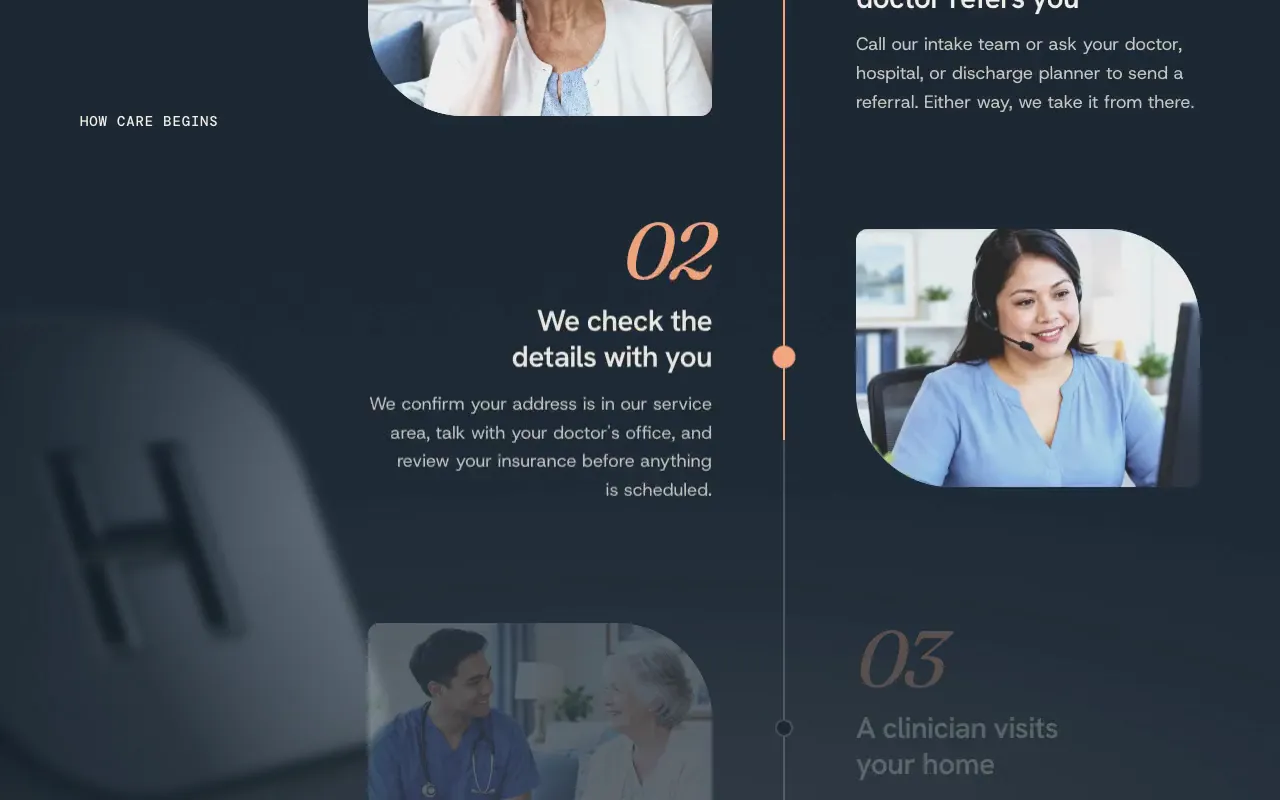 doctor refers you
Call our intake team or ask your doctor,
hospital, or discharge planner to send a
referral. Either way, we take it from there.
HOW CARE BEGINS
02
We check the
details with you
We confirm your address is in our service
area, talk with your doctor's office, and
review your insurance before anything
is scheduled.
H
03
A clinician visits
your home